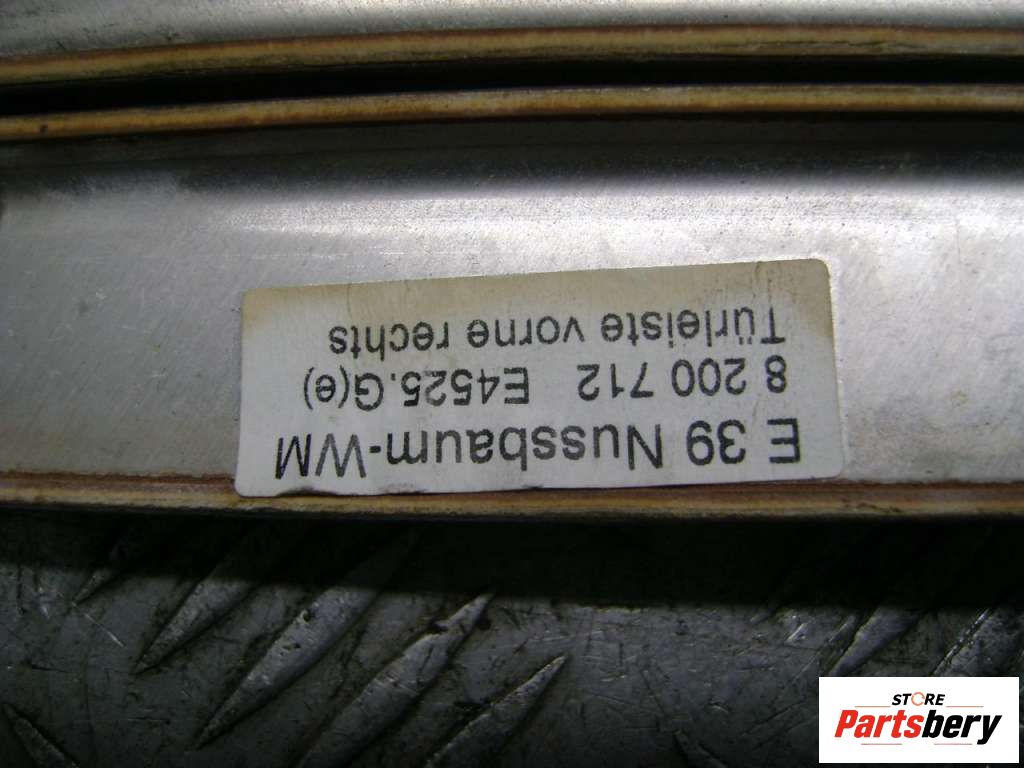 E 39 Nussbaum-WM
8 200 712 E4525.G(e)
Türleiste vorne rechts
STORE
Partsbery